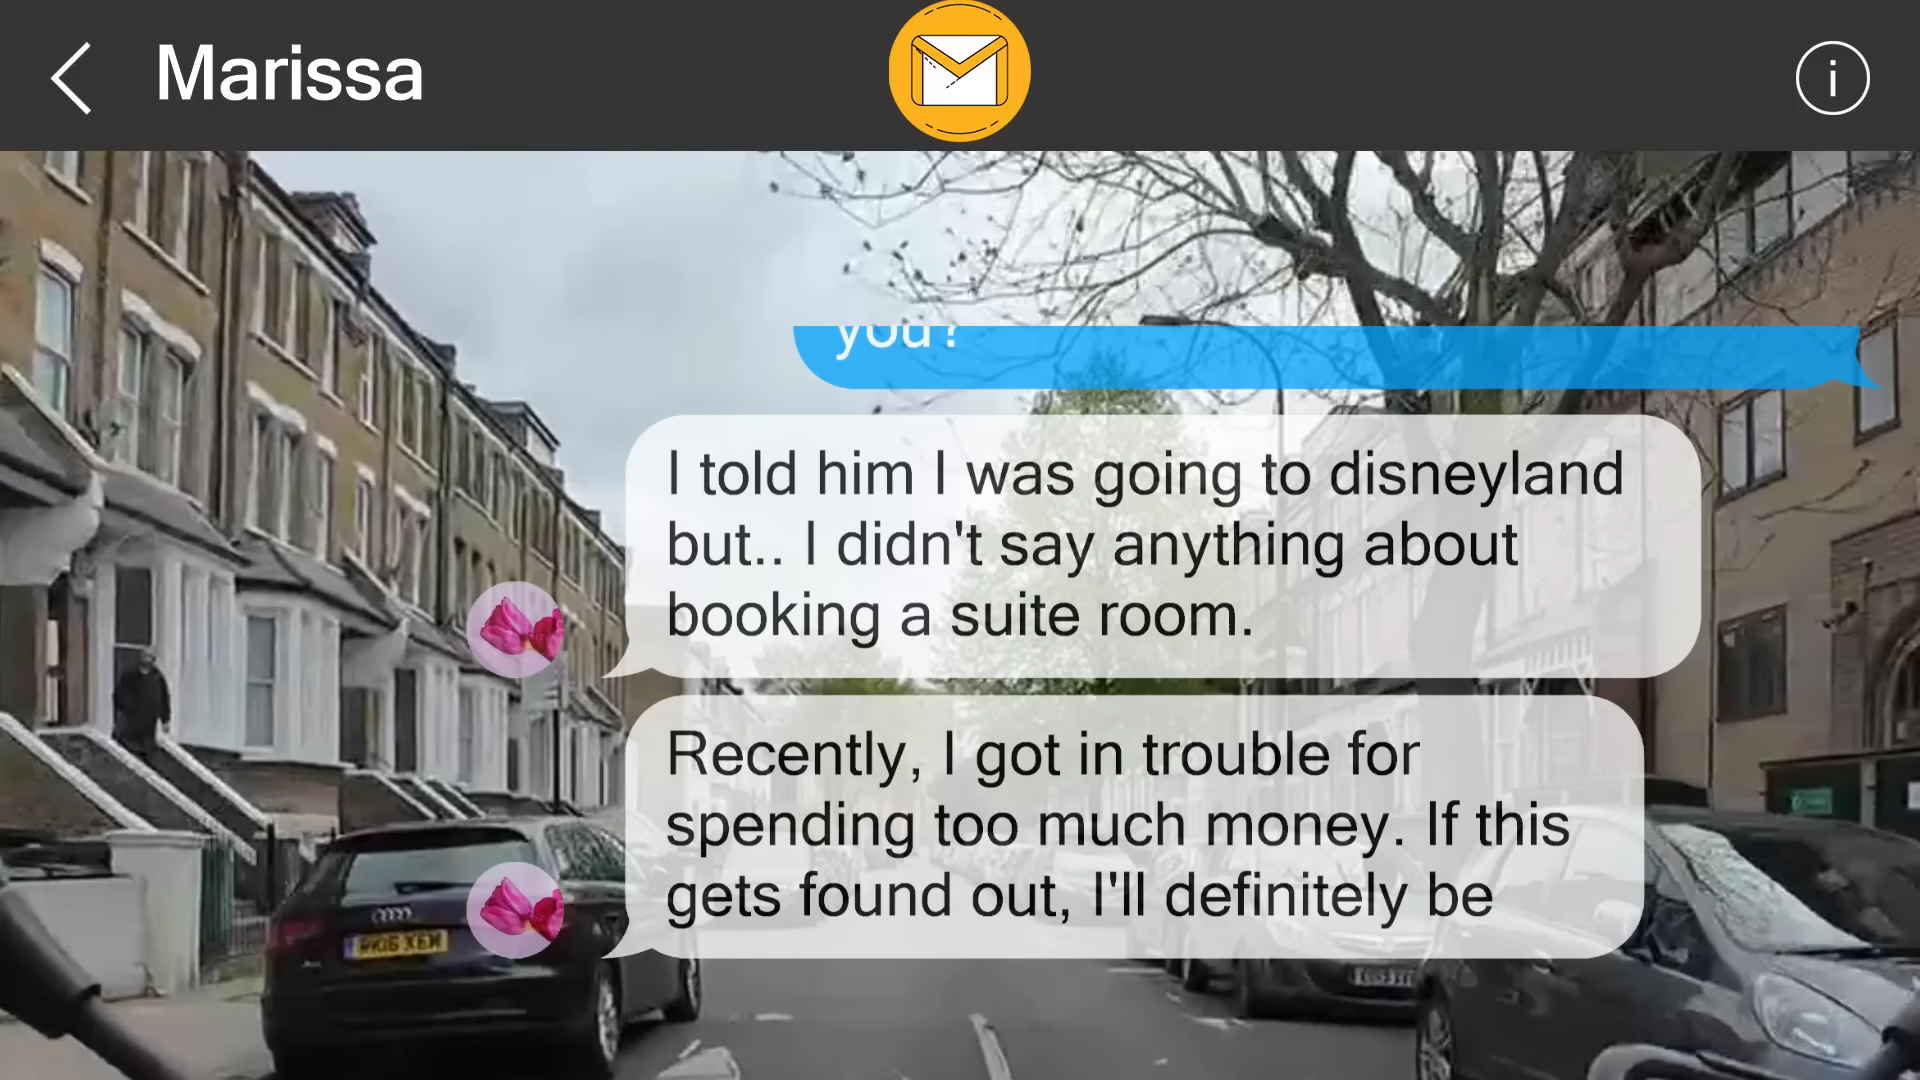 Marissa
i
you?
I told him I was going to disneyland
but.. I didn't say anything about
booking a suite room.
Recently, I got in trouble for
spending too much money. If this
gets found out, I'll definitely be